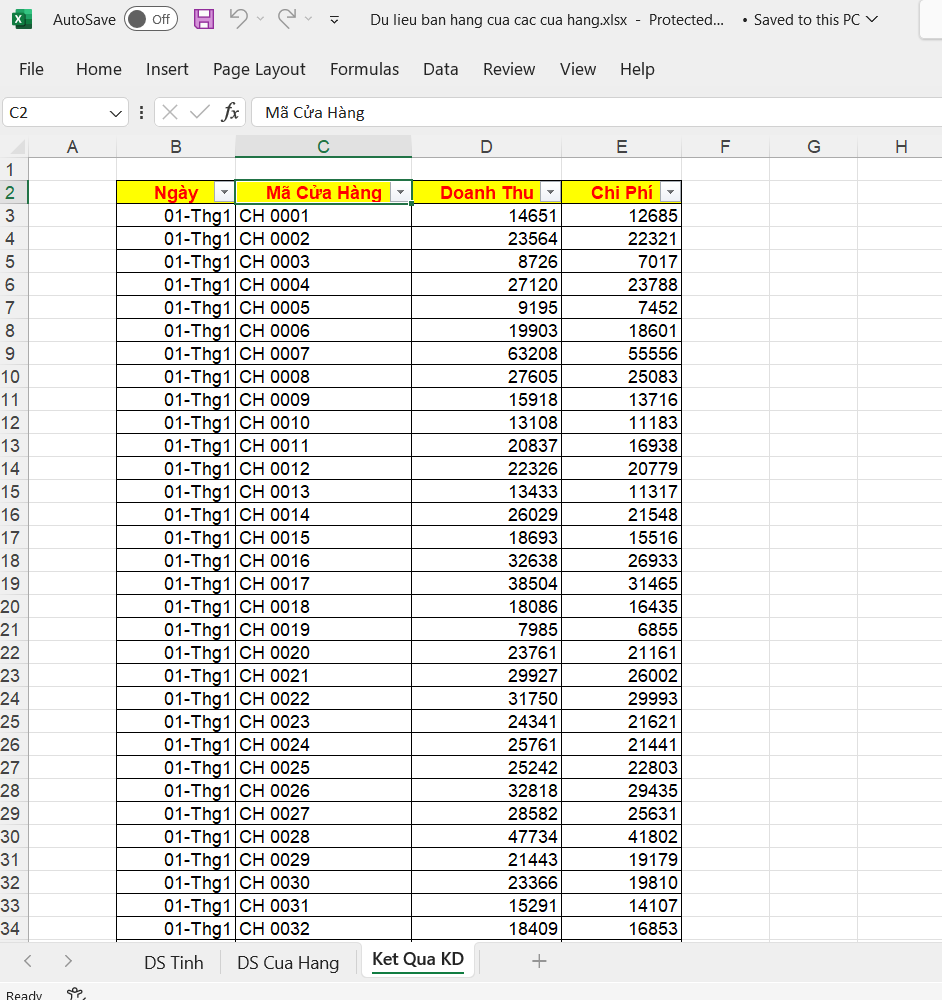 AutoSave Off Du lieu ban hang cua cac cua hang.xlsx - Protected... • Saved to this PC
File Home Insert Page Layout Formulas Data Review View Help
C2 fx Mã Cửa Hàng
A B C D E F G H
1
2 Ngày Mã Cửa Hàng Doanh Thu Chi Phí
3 01-Thg1 CH 0001 14651 12685
4 01-Thg1 CH 0002 23564 22321
5 01-Thg1 CH 0003 8726 7017
6 01-Thg1 CH 0004 27120 23788
7 01-Thg1 CH 0005 9195 7452
8 01-Thg1 CH 0006 19903 18601
9 01-Thg1 CH 0007 63208 55556
10 01-Thg1 CH 0008 27605 25083
11 01-Thg1 CH 0009 15918 13716
12 01-Thg1 CH 0010 13108 11183
13 01-Thg1 CH 0011 20837 16938
14 01-Thg1 CH 0012 22326 20779
15 01-Thg1 CH 0013 13433 11317
16 01-Thg1 CH 0014 26029 21548
17 01-Thg1 CH 0015 18693 15516
18 01-Thg1 CH 0016 32638 26933
19 01-Thg1 CH 0017 38504 31465
20 01-Thg1 CH 0018 18086 16435
21 01-Thg1 CH 0019 7985 6855
22 01-Thg1 CH 0020 23761 21161
23 01-Thg1 CH 0021 29927 26002
24 01-Thg1 CH 0022 31750 29993
25 01-Thg1 CH 0023 24341 21621
26 01-Thg1 CH 0024 25761 21441
27 01-Thg1 CH 0025 25242 22803
28 01-Thg1 CH 0026 32818 29435
29 01-Thg1 CH 0027 28582 25631
30 01-Thg1 CH 0028 47734 41802
31 01-Thg1 CH 0029 21443 19179
32 01-Thg1 CH 0030 23366 19810
33 01-Thg1 CH 0031 15291 14107
34 01-Thg1 CH 0032 18409 16853
DS Tinh DS Cua Hang Ket Qua KD
Ready